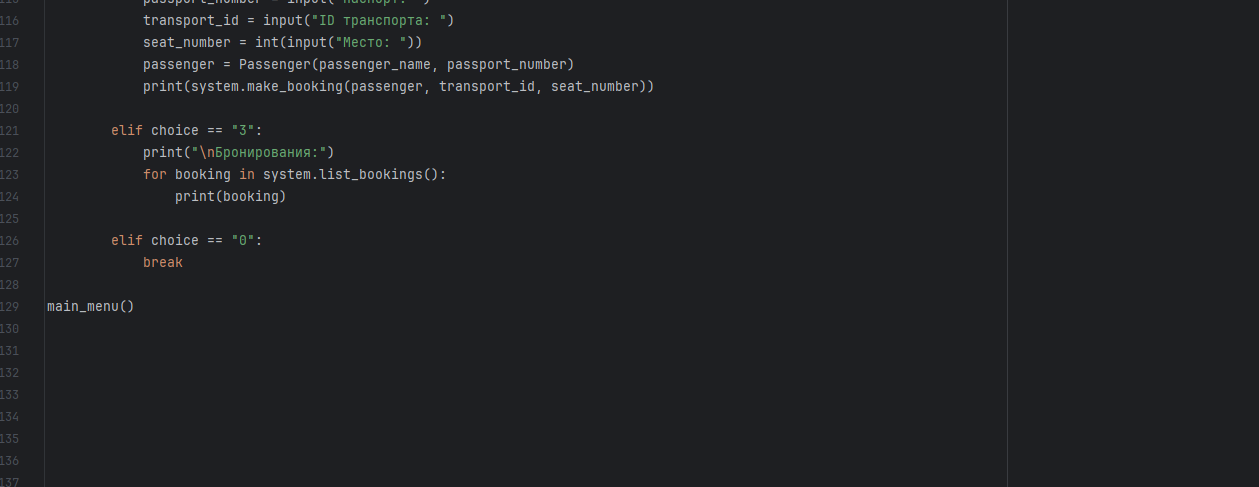 116 transport_id = input("ID транспорта: ")
117 seat_number = int(input("Место: "))
118 passenger = Passenger(passenger_name, passport_number)
119 print(system.make_booking(passenger, transport_id, seat_number))
120
121 elif choice == "3":
122 print("\nБронирования:")
123 for booking in system.list_bookings():
124 print(booking)
125
126 elif choice == "0":
127 break
128
129 main_menu()
130
131
132
133
134
135
136
137